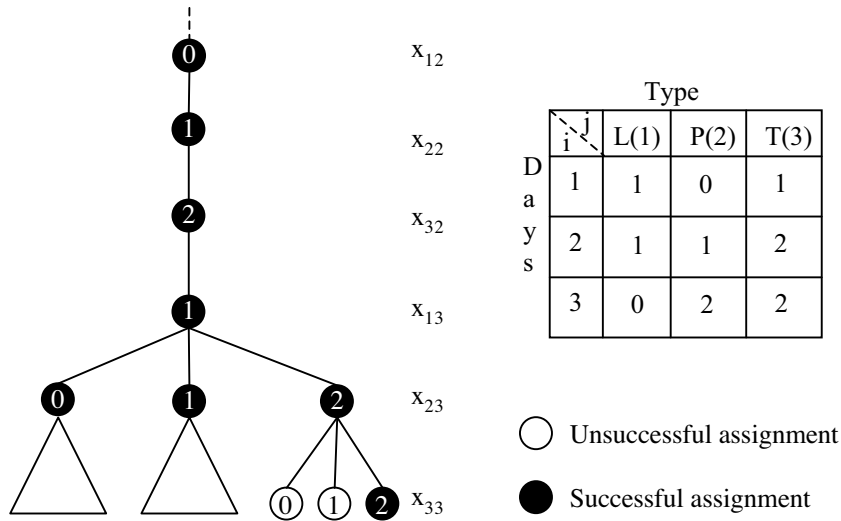 0 x₁₂
1 x₂₂
2 x₃₂
1 x₁₃
0 1 2 x₂₃
0 1 2 x₃₃
Type
Days
i j L(1) P(2) T(3)
1 1 0 1
2 1 1 2
3 0 2 2
Unsuccessful assignment
Successful assignment